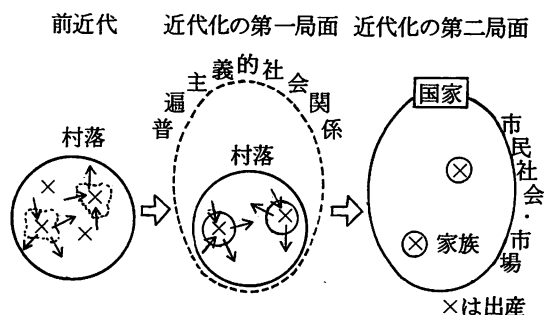 前近代
近代化の第一局面
近代化の第二局面
普遍主義的社会関係
村落
村落
国家
市民社会・市場
家族
×は出産